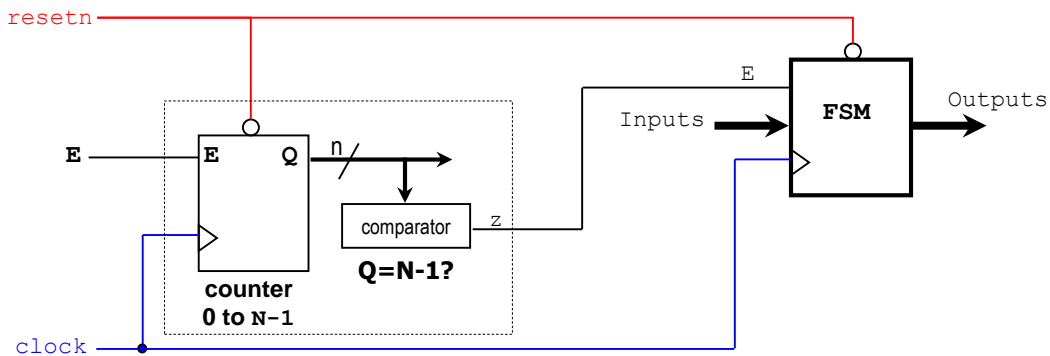 resetn
E
Inputs
FSM
Outputs
E
E
Q
n
comparator
z
Q=N-1?
counter
0 to N-1
clock